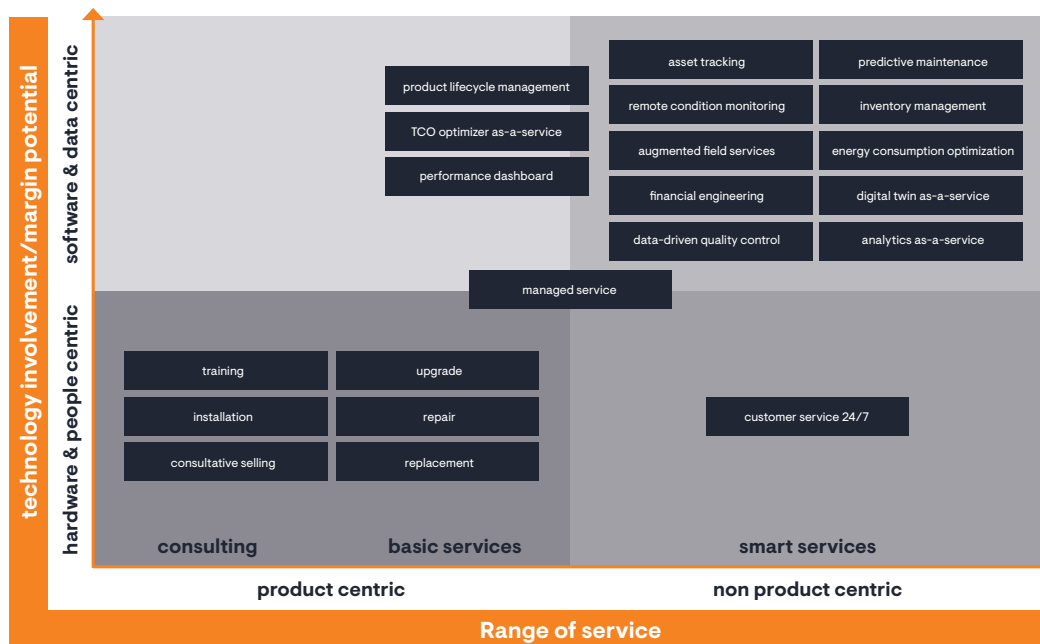 technology involvement/margin potential
software & data centric
hardware & people centric
product lifecycle management
TCO optimizer as-a-service
performance dashboard
asset tracking
predictive maintenance
remote condition monitoring
inventory management
augmented field services
energy consumption optimization
financial engineering
digital twin as-a-service
data-driven quality control
analytics as-a-service
managed service
training
upgrade
installation
repair
consultative selling
replacement
customer service 24/7
consulting
basic services
smart services
product centric
non product centric
Range of service